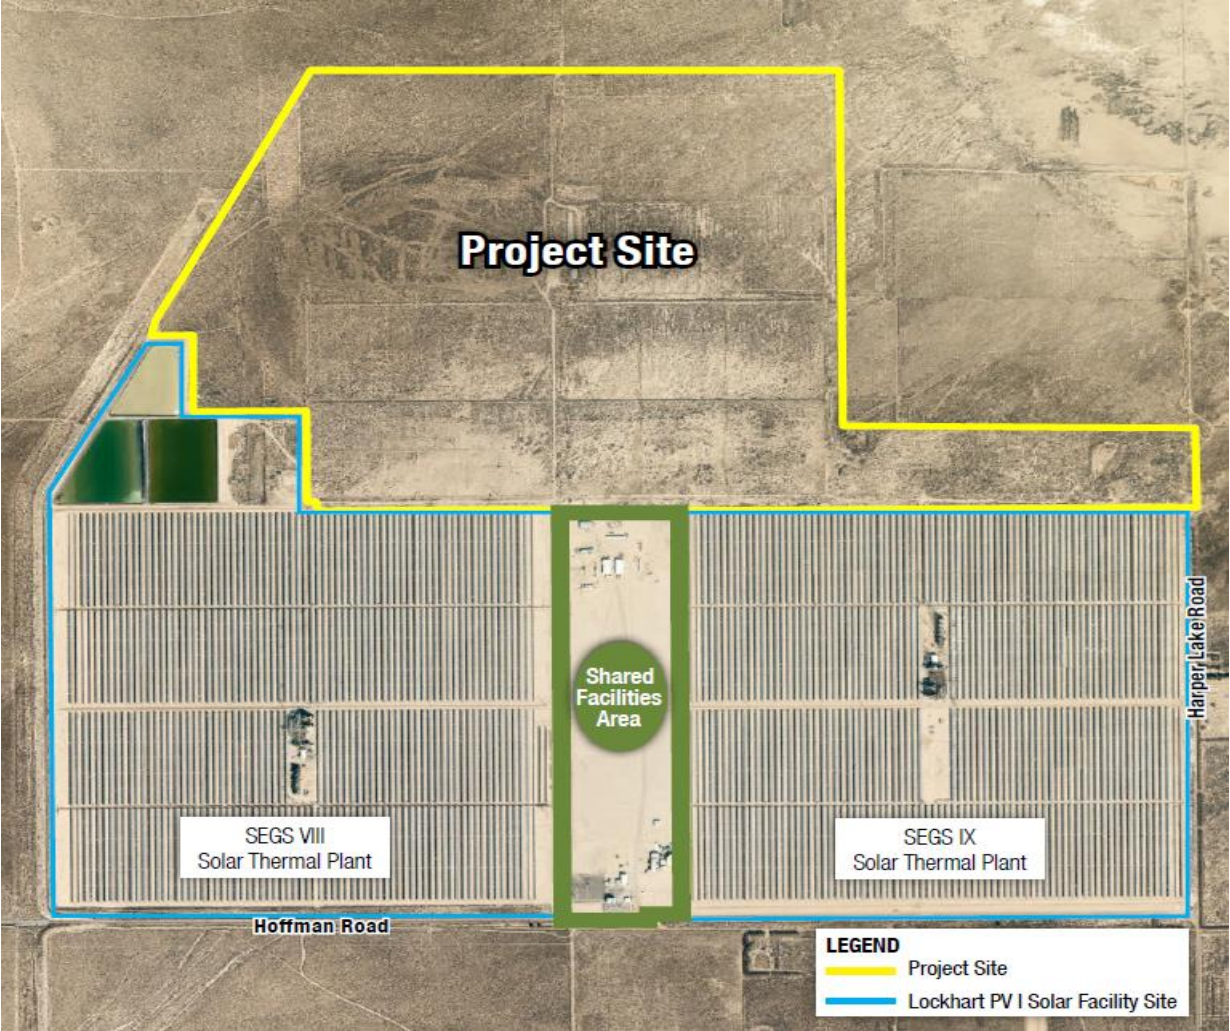 Project Site
Shared
Facilities
Area
Harper Lake Road
SEGS VIII
Solar Thermal Plant
SEGS IX
Solar Thermal Plant
Hoffman Road
LEGEND
Project Site
Lockhart PV I Solar Facility Site